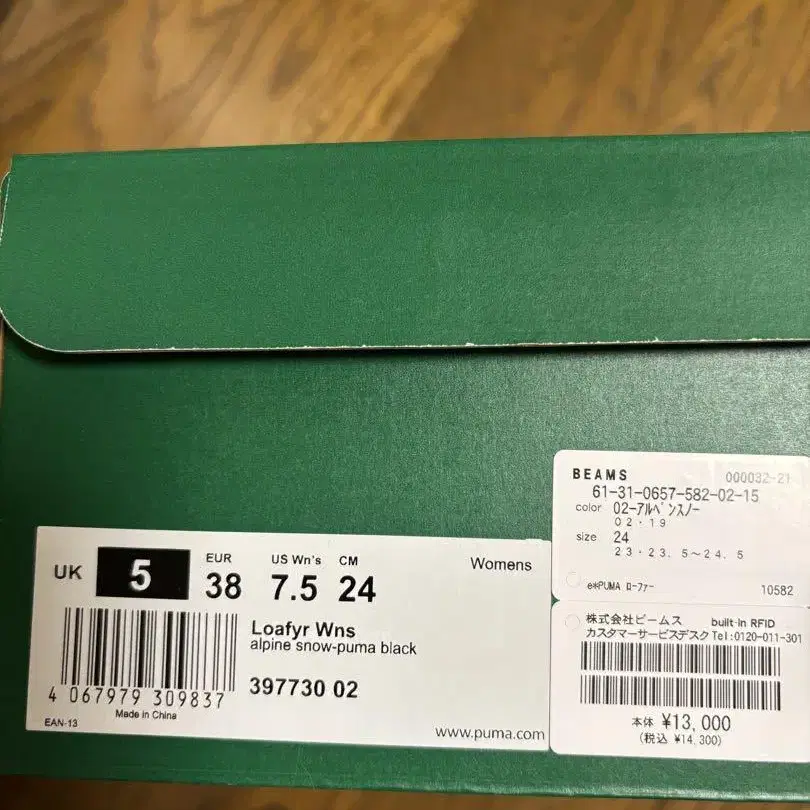 BEAMS 000032-21
61-31-0657-582-02-15
color 02-ｱﾙﾍﾟﾝｽﾉｰ
02・19
size 24
23・23.5～24.5
e*PUMA ﾛｰﾌｧｰ 10582
株式会社ビームス built-in RFID
カスタマーサービスデスク Tel:0120-011-301
本体 ¥13,000
(税込 ¥14,300)
UK 5 EUR 38 US Wn's 7.5 CM 24 Womens
Loafyr Wns
alpine snow-puma black
397730 02
4 067979 309837
Made in China
EAN-13
www.puma.com